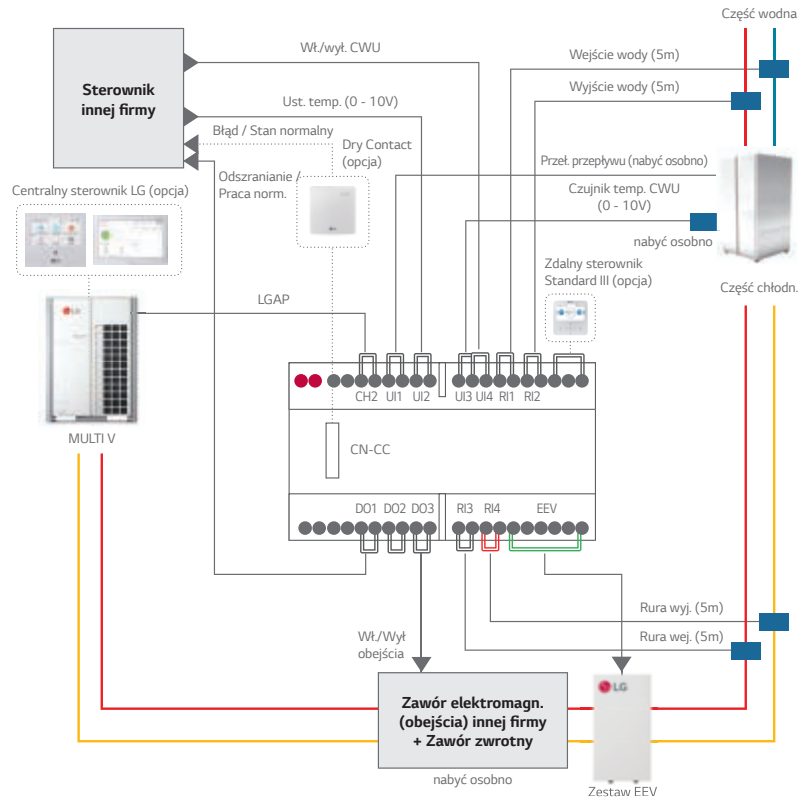 Część wodna
Wł./wył. CWU
Wejście wody (5m)
Sterownik
innej firmy
Wyjście wody (5m)
Ust. temp. (0 - 10V)
Błąd / Stan normalny
Dry Contact
(opcja)
Odszranianie /
Praca norm.
Przeł. przepływu (nabyć osobno)
Centralny sterownik LG (opcja)
Czujnik temp. CWU
(0 - 10V)
nabyć osobno
Zdalny sterownik
Standard III (opcja)
Część chłodn.
LGAP
LG
CH2 UI1 UI2 UI3 UI4 RI1 RI2
MULTI V
CN-CC
DO1 DO2 DO3 RI3 RI4 EEV
Rura wyj. (5m)
Wł./Wył
obejścia
Rura wej. (5m)
LG
Zawór elektromagn.
(obejścia) innej firmy
+ Zawór zwrotny
nabyć osobno
Zestaw EEV